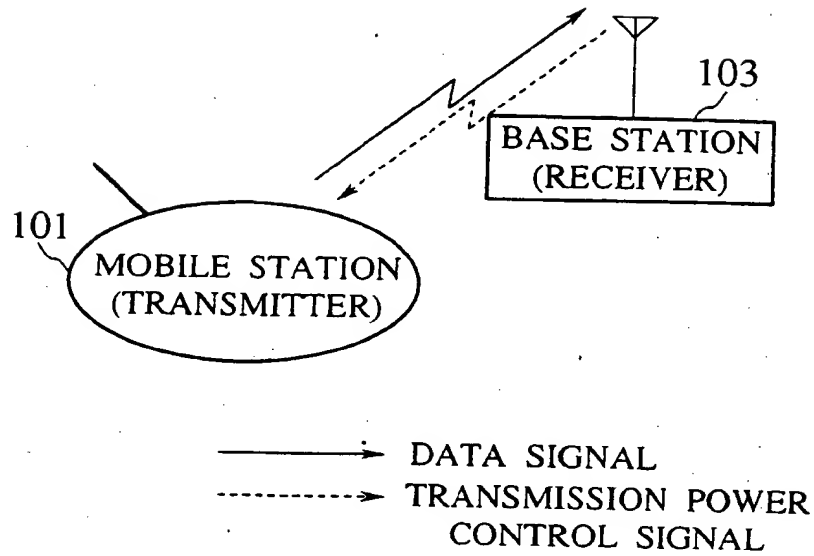 103
BASE STATION
(RECEIVER)
101
MOBILE STATION
(TRANSMITTER)
DATA SIGNAL
TRANSMISSION POWER
CONTROL SIGNAL